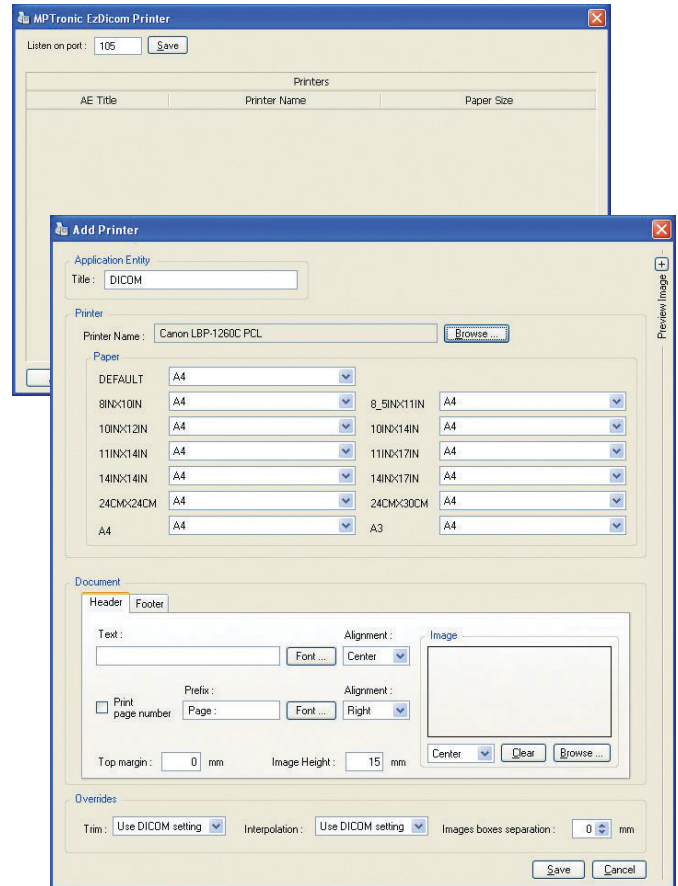 MPTronic EzDicom Printer
Listen on port : 105 Save
Printers
AE Title Printer Name Paper Size
Add Printer
Application Entity
Title : DICOM
Preview Image
Printer
Printer Name : Canon LBP-1260C PCL Browse ...
Paper
DEFAULT A4
8INX10IN A4 8_5INX11IN A4
10INX12IN A4 10INX14IN A4
11INX14IN A4 11INX17IN A4
14INX14IN A4 14INX17IN A4
24CMX24CM A4 24CMX30CM A4
A4 A4 A3 A4
Document
Header Footer
Text : Alignment : Image
Font ... Center
Prefix : Alignment :
Print page number Page : Font ... Right
Center Clear Browse ...
Top margin : 0 mm Image Height : 15 mm
Overrides
Trim : Use DICOM setting Interpolation : Use DICOM setting Images boxes separation : 0 mm
Save Cancel